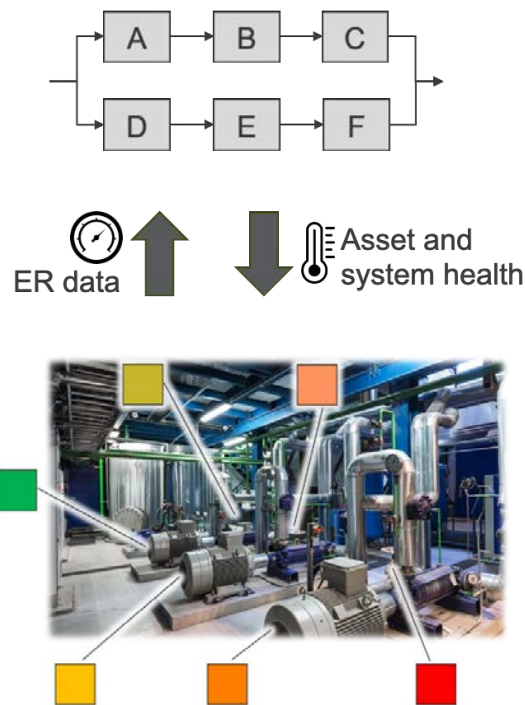 A B C
D E F
ER data
Asset and
system health